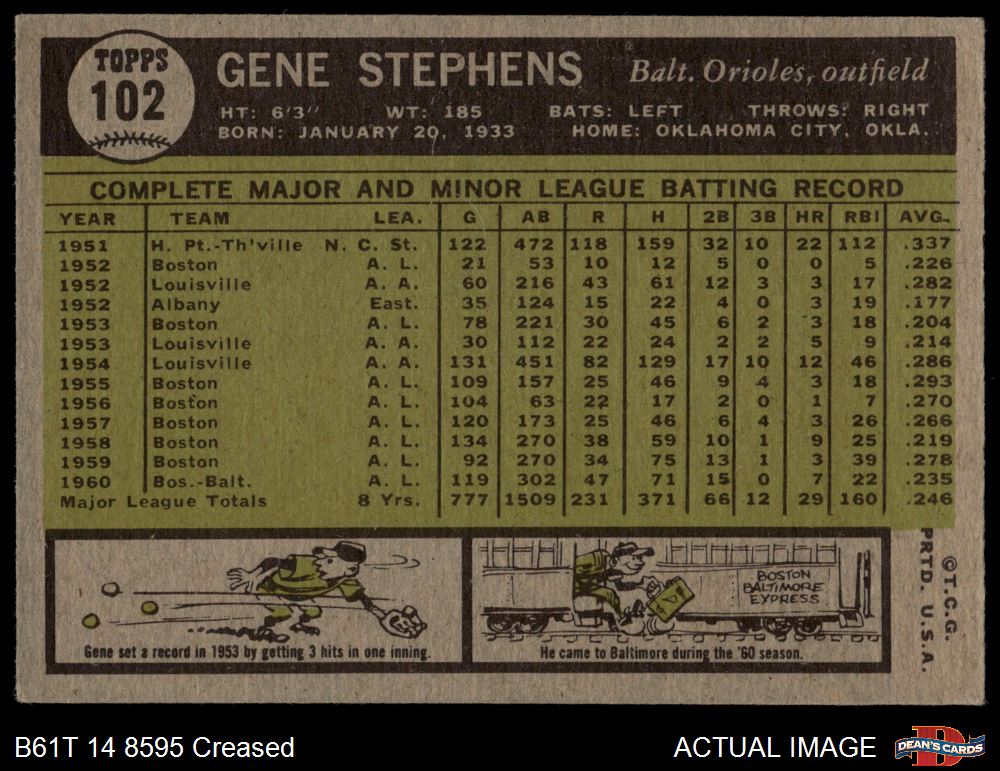 TOPPS
102
GENE STEPHENS Balt. Orioles, outfield
HT: 6'3" WT: 185 BATS: LEFT THROWS: RIGHT
BORN: JANUARY 20, 1933 HOME: OKLAHOMA CITY, OKLA.
COMPLETE MAJOR AND MINOR LEAGUE BATTING RECORD
YEAR TEAM LEA. G AB R H 2B 3B HR RBI AVG.
1951 H. Pt.-Th'ville N. C. St. 122 472 118 159 32 10 22 112 .337
1952 Boston A. L. 21 53 10 12 5 0 0 5 .226
1952 Louisville A. A. 60 216 43 61 12 3 3 17 .282
1952 Albany East. 35 124 15 22 4 0 3 19 .177
1953 Boston A. L. 78 221 30 45 6 2 3 18 .204
1953 Louisville A. A. 30 112 22 24 2 2 5 9 .214
1954 Louisville A. A. 131 451 82 129 17 10 12 46 .286
1955 Boston A. L. 109 157 25 46 9 4 3 18 .293
1956 Boston A. L. 104 63 22 17 2 0 1 7 .270
1957 Boston A. L. 120 173 25 46 6 4 3 26 .266
1958 Boston A. L. 134 270 38 59 10 1 9 25 .219
1959 Boston A. L. 92 270 34 75 13 1 3 39 .278
1960 Bos.-Balt. A. L. 119 302 47 71 15 0 7 22 .235
Major League Totals 8 Yrs. 777 1509 231 371 66 12 29 160 .246
Gene set a record in 1953 by getting 3 hits in one inning.
BOSTON
BALTIMORE
EXPRESS
He came to Baltimore during the '60 season.
©T.C.G.
PRTD. U.S.A.
B61T 14 8595 Creased
ACTUAL IMAGE
D
DEAN'S CARDS